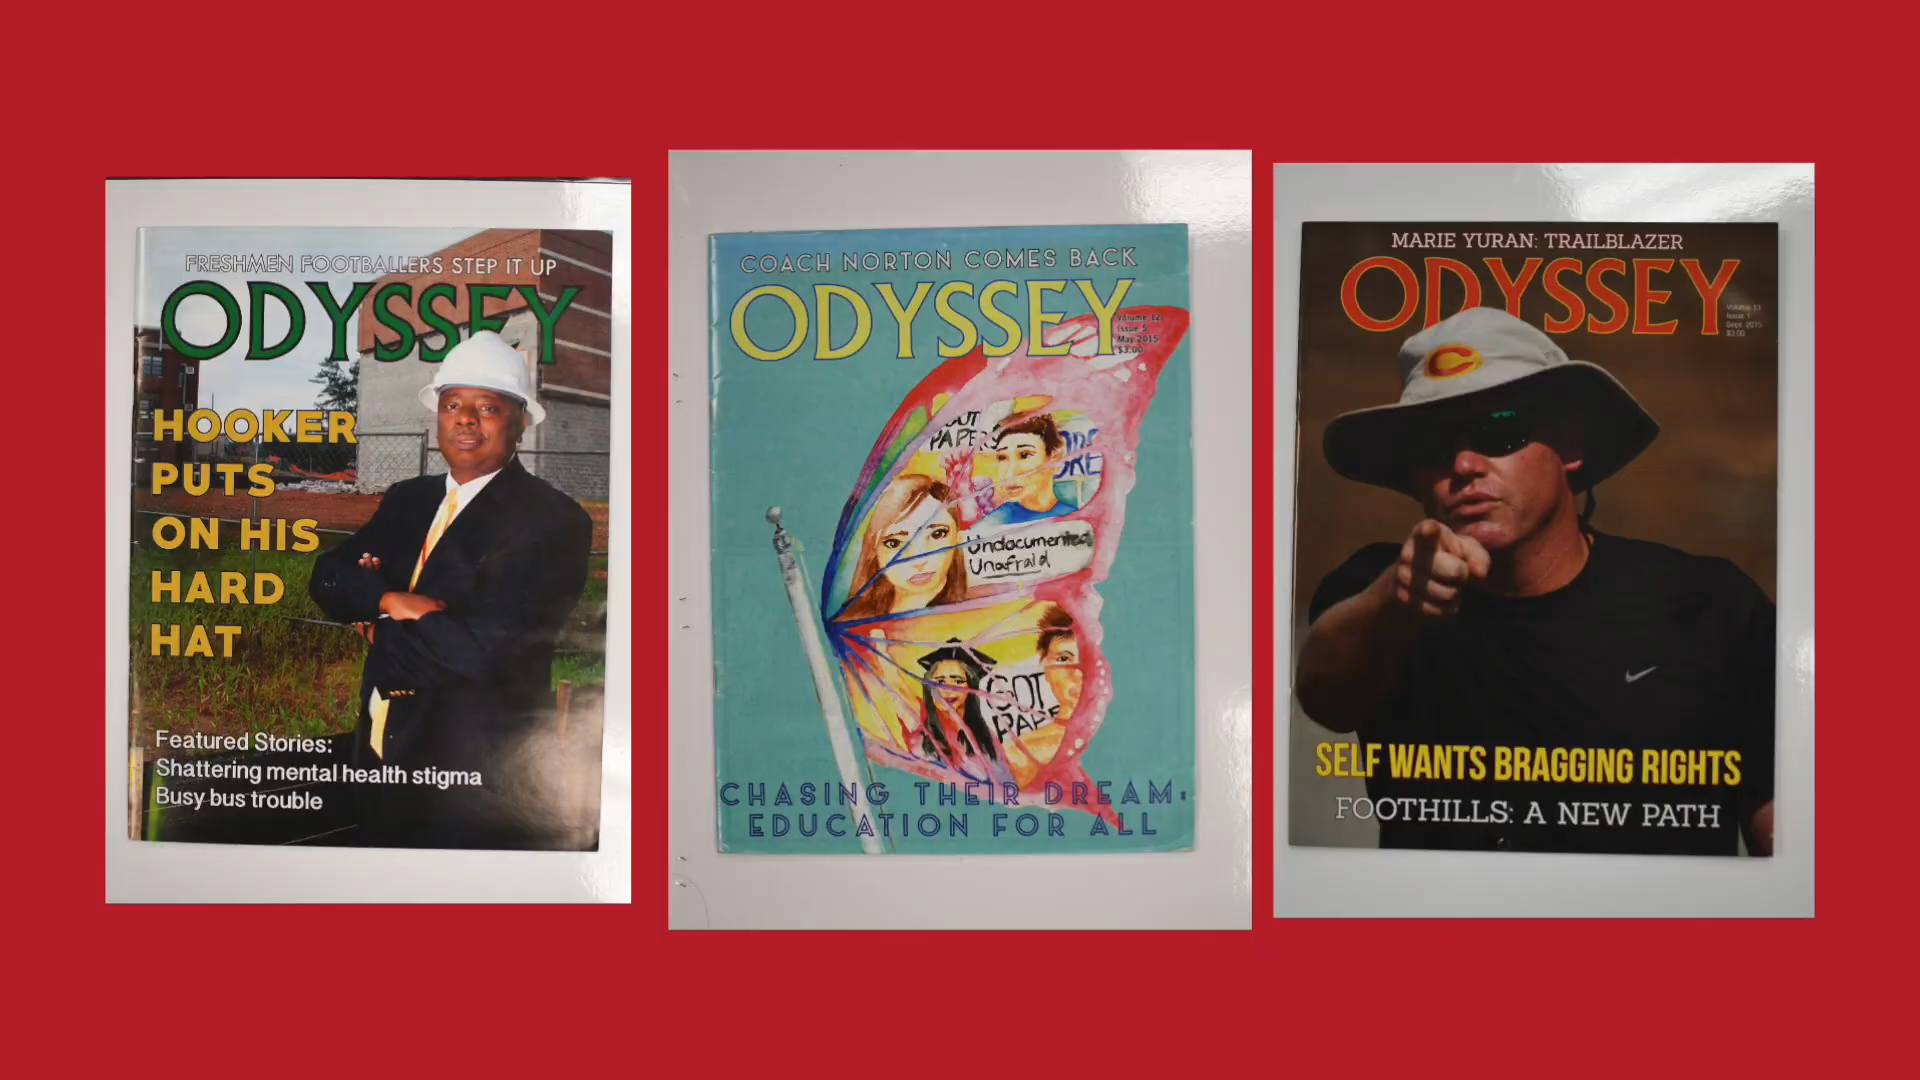 FRESHMEN FOOTBALLERS STEP IT UP
ODYSSEY
HOOKER
PUTS
ON HIS
HARD
HAT
Featured Stories:
Shattering mental health stigma
Busy bus trouble
COACH NORTON COMES BACK
ODYSSEY
Volume 12
Issue 5
May 2015
$3.00
PAPERS
Undocumented
Unafraid
GOT
PAPE
CHASING THEIR DREAM:
EDUCATION FOR ALL
MARIE YURAN: TRAILBLAZER
ODYSSEY
Volume 13
Issue 1
Sept. 2015
$3.00
C
SELF WANTS BRAGGING RIGHTS
FOOTHILLS: A NEW PATH